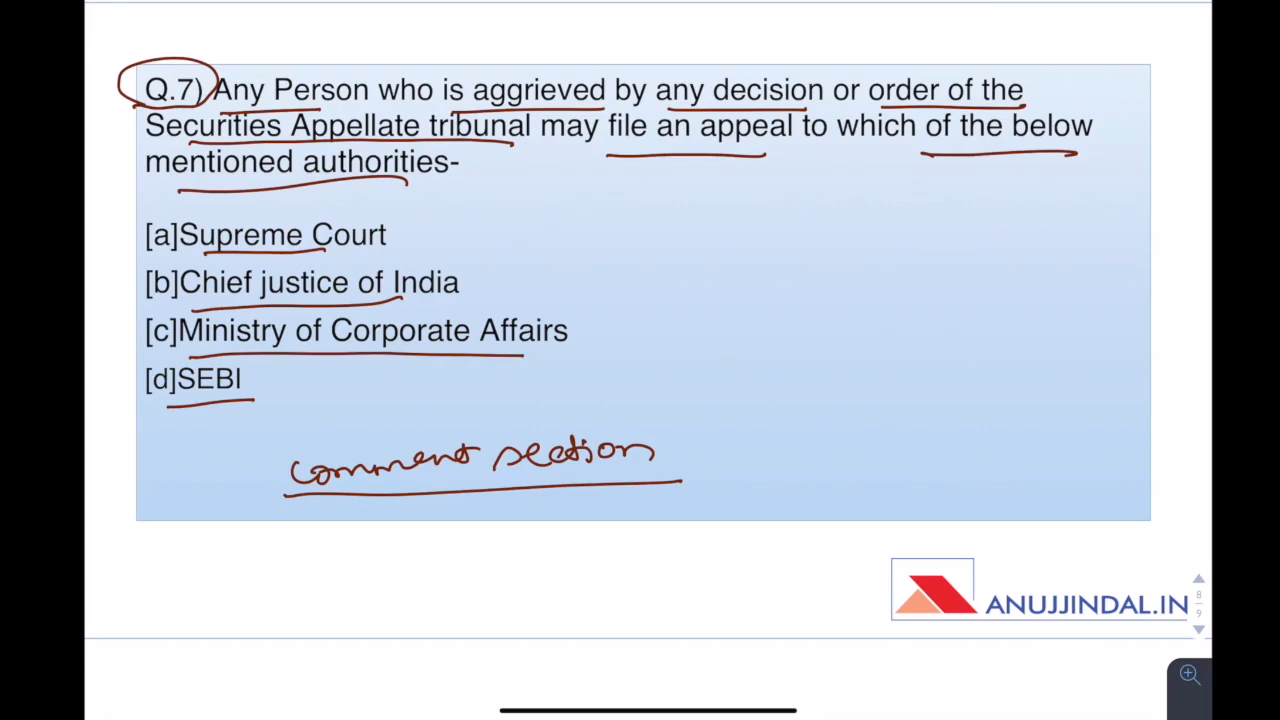 Q.7) Any Person who is aggrieved by any decision or order of the
Securities Appellate tribunal may file an appeal to which of the below
mentioned authorities-
[a]Supreme Court
[b]Chief justice of India
[c]Ministry of Corporate Affairs
[d]SEBI
comment section
ANUJJINDAL.IN
8
9